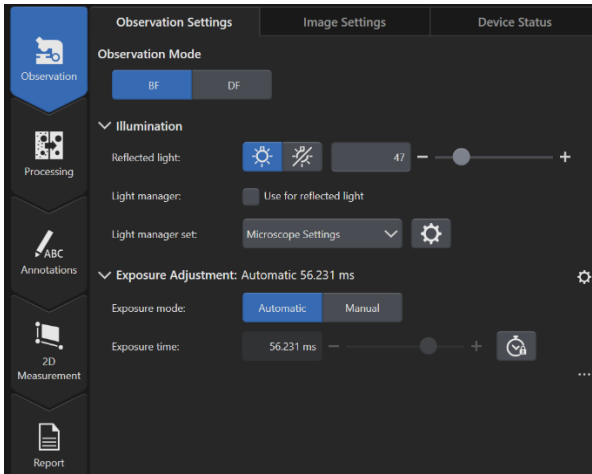 Observation Settings
Image Settings
Device Status
Observation
Observation Mode
BF
DF
Illumination
Reflected light:
47
Processing
Light manager:
Use for reflected light
Light manager set:
Microscope Settings
ABC
Annotations
Exposure Adjustment: Automatic 56.231 ms
Exposure mode:
Automatic
Manual
Exposure time:
56.231 ms
2D
Measurement
Report